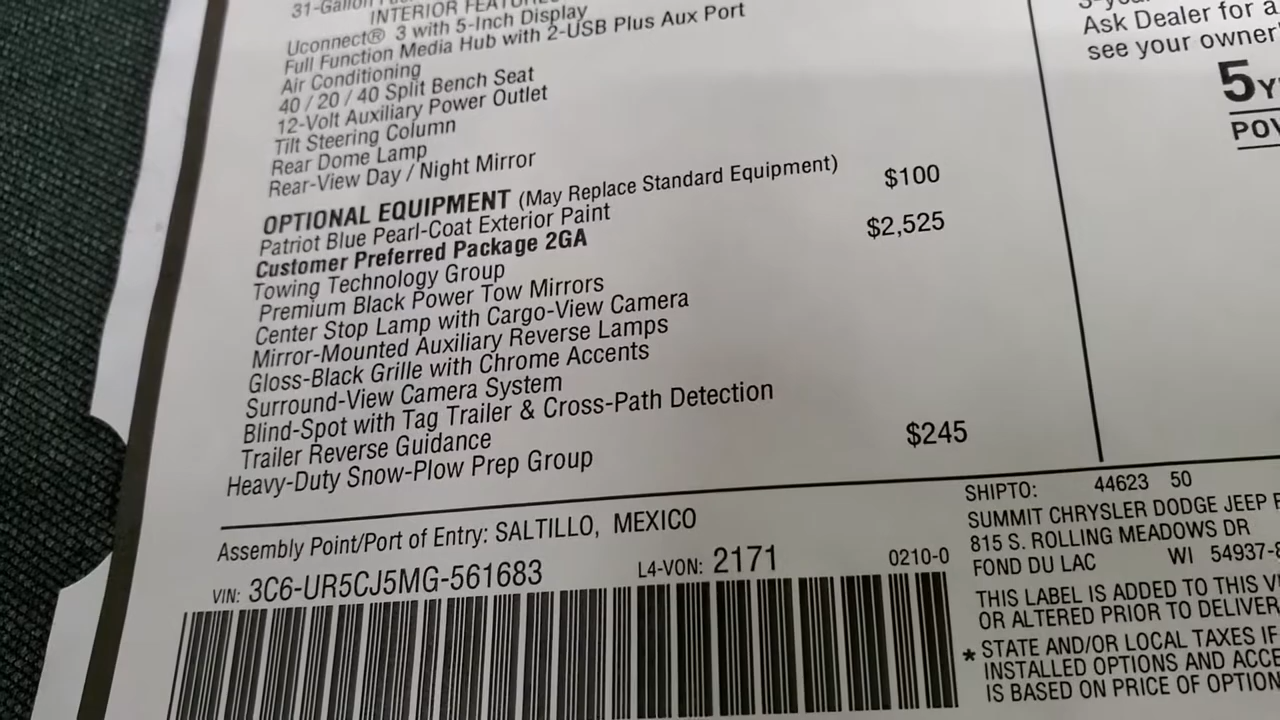 31-Gallon
INTERIOR
Uconnect® 3 with 5-Inch Display
Full Function Media Hub with 2-USB Plus Aux Port
Air Conditioning
40 / 20 / 40 Split Bench Seat
12-Volt Auxiliary Power Outlet
Tilt Steering Column
Rear Dome Lamp
Rear-View Day / Night Mirror
OPTIONAL EQUIPMENT (May Replace Standard Equipment)
Patriot Blue Pearl-Coat Exterior Paint $100
Customer Preferred Package 2GA
Towing Technology Group $2,525
Premium Black Power Tow Mirrors
Center Stop Lamp with Cargo-View Camera
Mirror-Mounted Auxiliary Reverse Lamps
Gloss-Black Grille with Chrome Accents
Surround-View Camera System
Blind-Spot with Tag Trailer & Cross-Path Detection
Trailer Reverse Guidance
Heavy-Duty Snow-Plow Prep Group $245
Assembly Point/Port of Entry: SALTILLO, MEXICO
VIN: 3C6-UR5CJ5MG-561683 L4-VON: 2171 0210-0
Ask Dealer for a
see your owner'
5
SHIPTO: 44623 50
SUMMIT CHRYSLER DODGE JEEP
815 S. ROLLING MEADOWS DR
FOND DU LAC WI 54937-8
THIS LABEL IS ADDED TO THIS
OR ALTERED PRIOR TO DELIVER
* STATE AND/OR LOCAL TAXES IF
INSTALLED OPTIONS AND ACCE
IS BASED ON PRICE OF OPTION